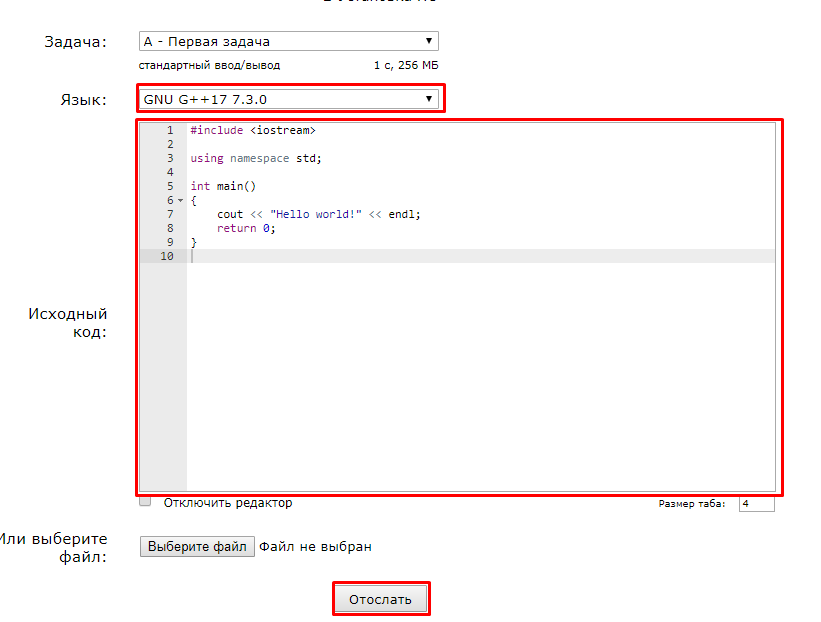 Задача:
A - Первая задача
стандартный ввод/вывод 1 с, 256 МБ
Язык:
GNU G++17 7.3.0
1 #include <iostream>
2
3 using namespace std;
4
5 int main()
6 {
7 cout << "Hello world!" << endl;
8 return 0;
9 }
10
Исходный
код:
Отключить редактор Размер таба: 4
Или выберите
файл:
Выберите файл Файл не выбран
Отослать